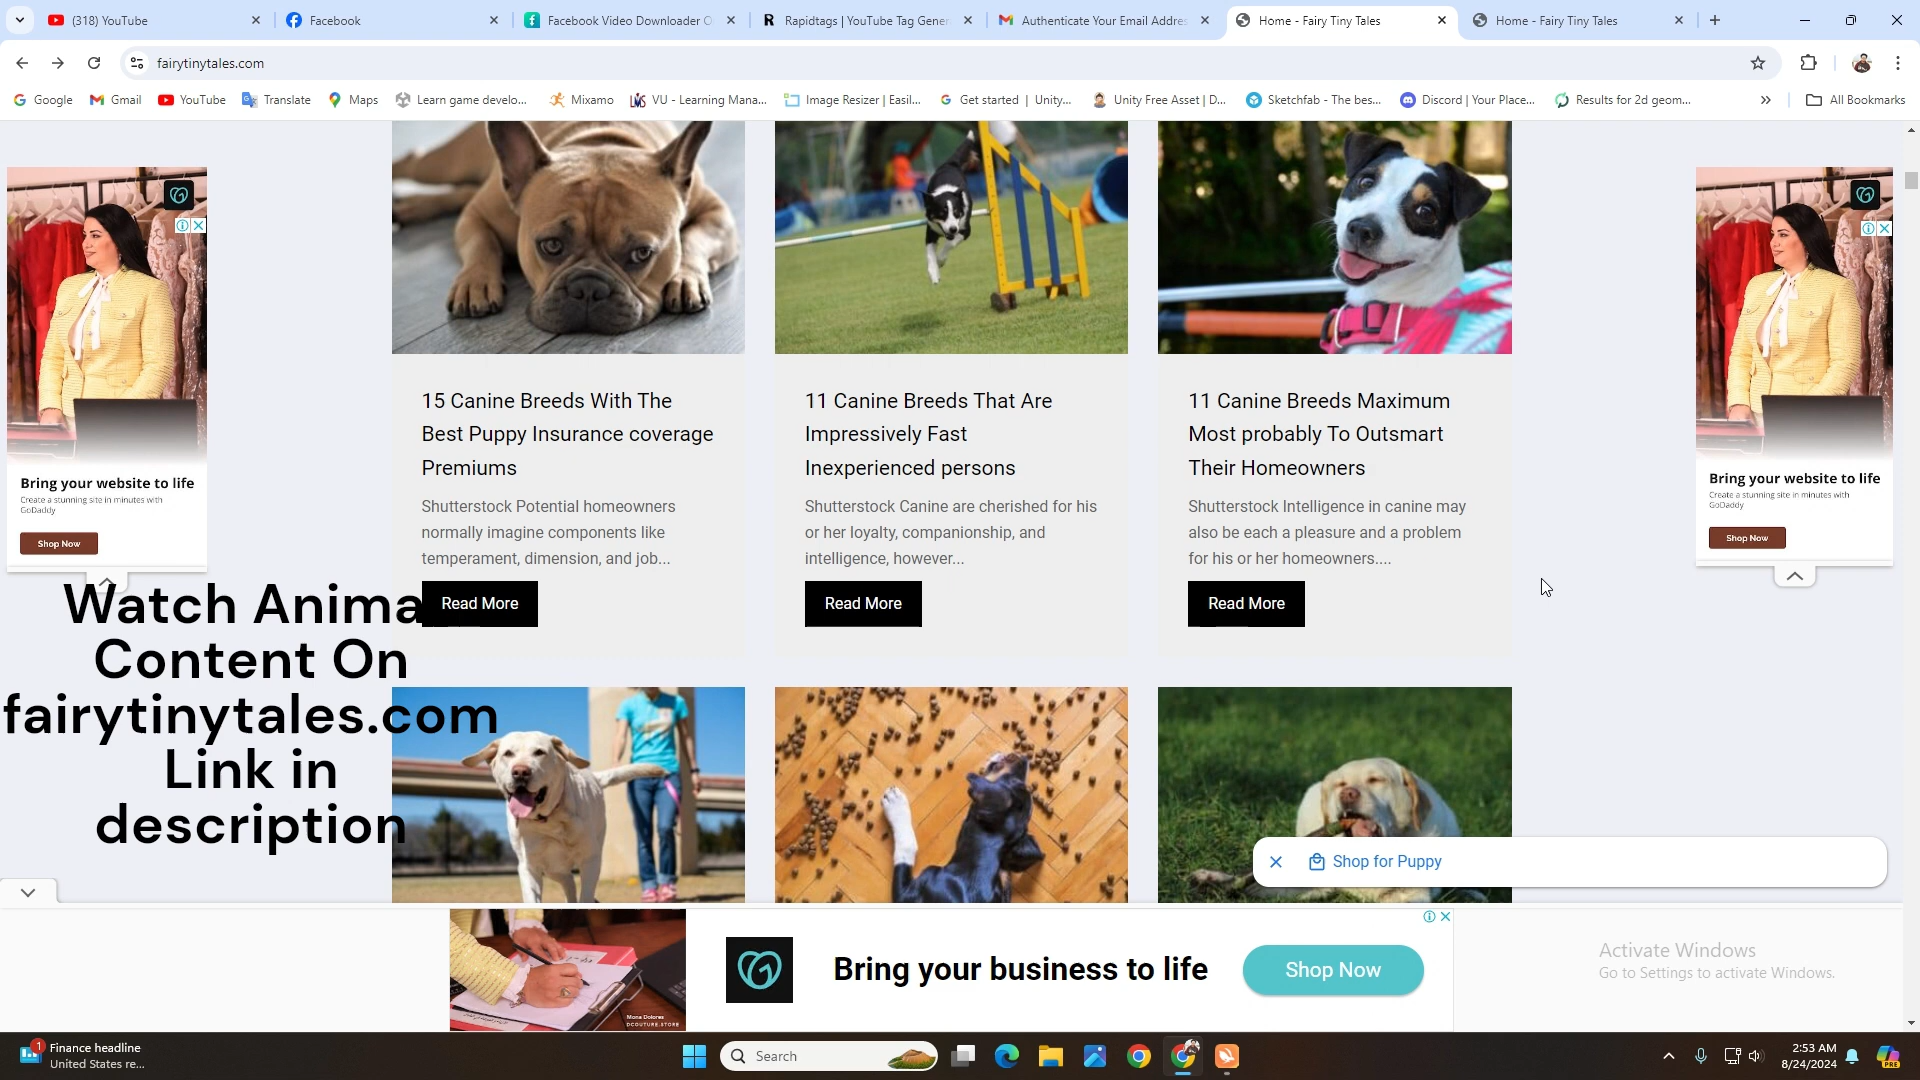 (318) YouTube
Facebook
Facebook Video Downloader O
Rapidtags | YouTube Tag Gener
Authenticate Your Email Addres
Home - Fairy Tiny Tales
Home - Fairy Tiny Tales
fairytinytales.com
Google
Gmail
YouTube
Translate
Maps
Learn game develo...
Mixamo
VU - Learning Mana...
Image Resizer | Easil...
Get started | Unity...
Unity Free Asset | D...
Sketchfab - The bes...
Discord | Your Place...
Results for 2d geom...
All Bookmarks
Bring your website to life
Create a stunning site in minutes with
GoDaddy
Shop Now
15 Canine Breeds With The
Best Puppy Insurance coverage
Premiums
Shutterstock Potential homeowners
normally imagine components like
temperament, dimension, and job...
Read More
11 Canine Breeds That Are
Impressively Fast
Inexperienced persons
Shutterstock Canine are cherished for his
or her loyalty, companionship, and
intelligence, however...
Read More
11 Canine Breeds Maximum
Most probably To Outsmart
Their Homeowners
Shutterstock Intelligence in canine may
also be each a pleasure and a problem
for his or her homeowners....
Read More
Bring your website to life
Create a stunning site in minutes with
GoDaddy
Shop Now
Watch Anima
Content On
fairytinytales.com
Link in
description
Shop for Puppy
Mona Dolores
DCOUTURE.STORE
Bring your business to life
Shop Now
Activate Windows
Go to Settings to activate Windows.
1
Finance headline
United States re...
Search
2:53 AM
8/24/2024
PRE